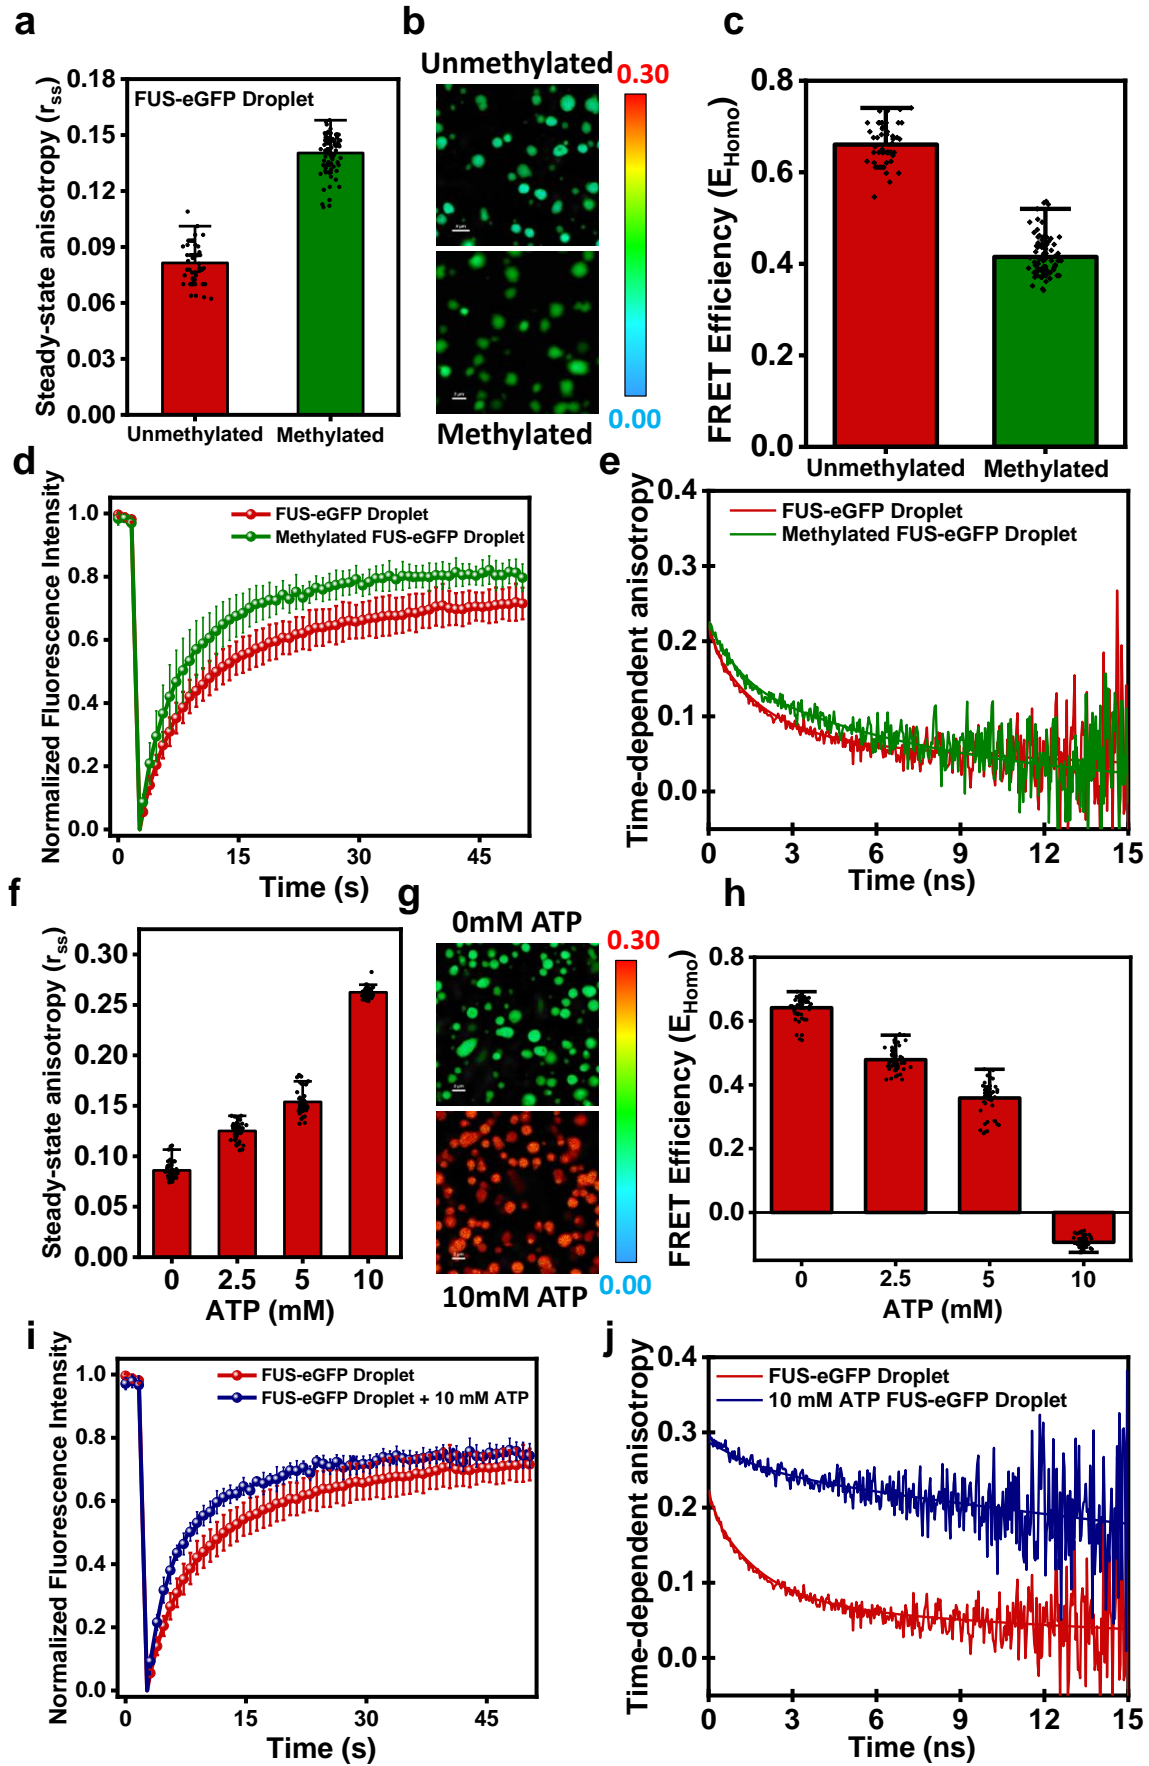 a
Steady-state anisotropy (rss)
0.18
0.15
0.12
0.09
0.06
0.03
0.00
FUS-eGFP Droplet
Unmethylated Methylated
b
Unmethylated
0.30
0.00
Methylated
c
FRET Efficiency (EHomo)
0.8
0.6
0.4
0.2
0.0
Unmethylated Methylated
d
Normalized Fluorescence Intensity
1.0
0.8
0.6
0.4
0.2
0.0
FUS-eGFP Droplet
Methylated FUS-eGFP Droplet
0 15 30 45
Time (s)
e
Time-dependent anisotropy
0.4
0.3
0.2
0.1
0.0
FUS-eGFP Droplet
Methylated FUS-eGFP Droplet
0 3 6 9 12 15
Time (ns)
f
Steady-state anisotropy (rss)
0.30
0.25
0.20
0.15
0.10
0.05
0.00
0 2.5 5 10
ATP (mM)
g
0mM ATP
0.30
0.00
10mM ATP
h
FRET Efficiency (EHomo)
0.8
0.6
0.4
0.2
0.0
0 2.5 5 10
ATP (mM)
i
Normalized Fluorescence Intensity
1.0
0.8
0.6
0.4
0.2
0.0
FUS-eGFP Droplet
FUS-eGFP Droplet + 10 mM ATP
0 15 30 45
Time (s)
j
Time-dependent anisotropy
0.4
0.3
0.2
0.1
0.0
FUS-eGFP Droplet
10 mM ATP FUS-eGFP Droplet
0 3 6 9 12 15
Time (ns)